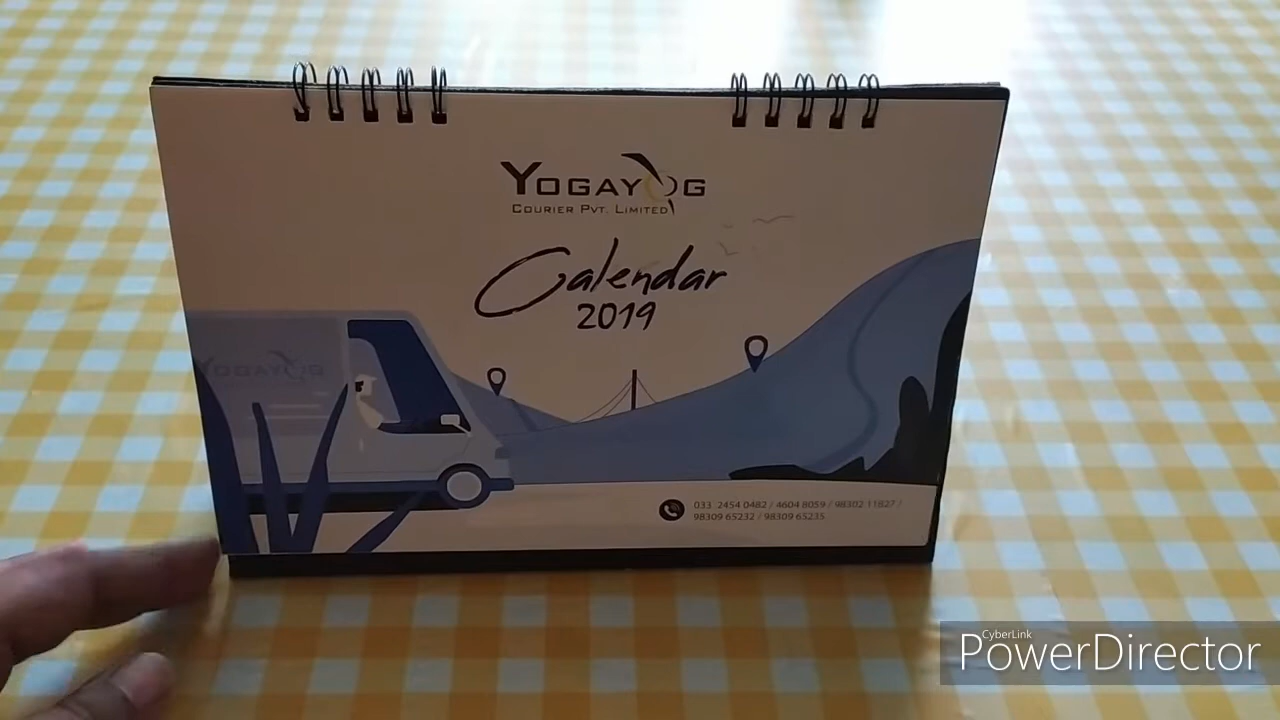 YOGAYOG
COURIER PVT. LIMITED
Calendar
2019
YOGAYOG
033 2454 0482 / 4604 8059 / 98302 11827 /
98309 65232 / 98309 65235
CyberLink
PowerDirector